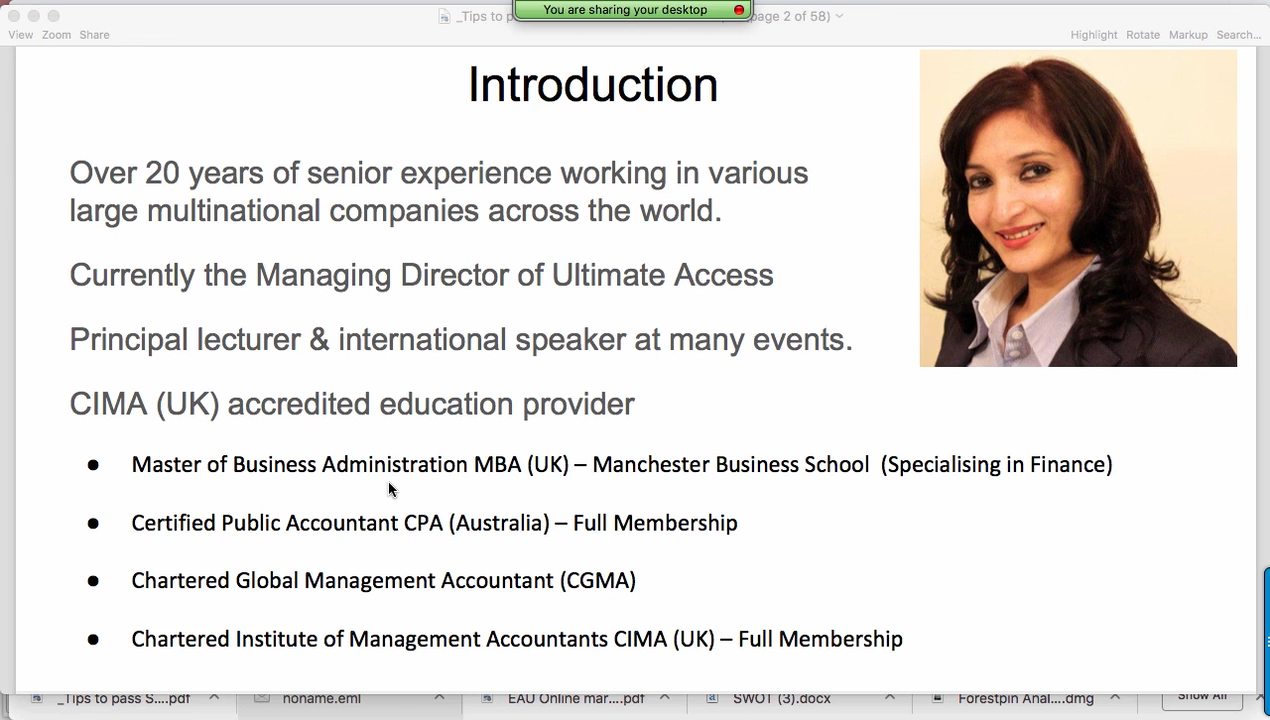 You are sharing your desktop
_Tips to p
page 2 of 58)
View Zoom Share
Highlight Rotate Markup Search...
Introduction
Over 20 years of senior experience working in various
large multinational companies across the world.
Currently the Managing Director of Ultimate Access
Principal lecturer & international speaker at many events.
CIMA (UK) accredited education provider
● Master of Business Administration MBA (UK) – Manchester Business School (Specialising in Finance)
● Certified Public Accountant CPA (Australia) – Full Membership
● Chartered Global Management Accountant (CGMA)
● Chartered Institute of Management Accountants CIMA (UK) – Full Membership
_Tips to pass S....pdf
noname.eml
EAU Online mar....pdf
SWOT (3).docx
Forestpin Anal....dmg
Show All